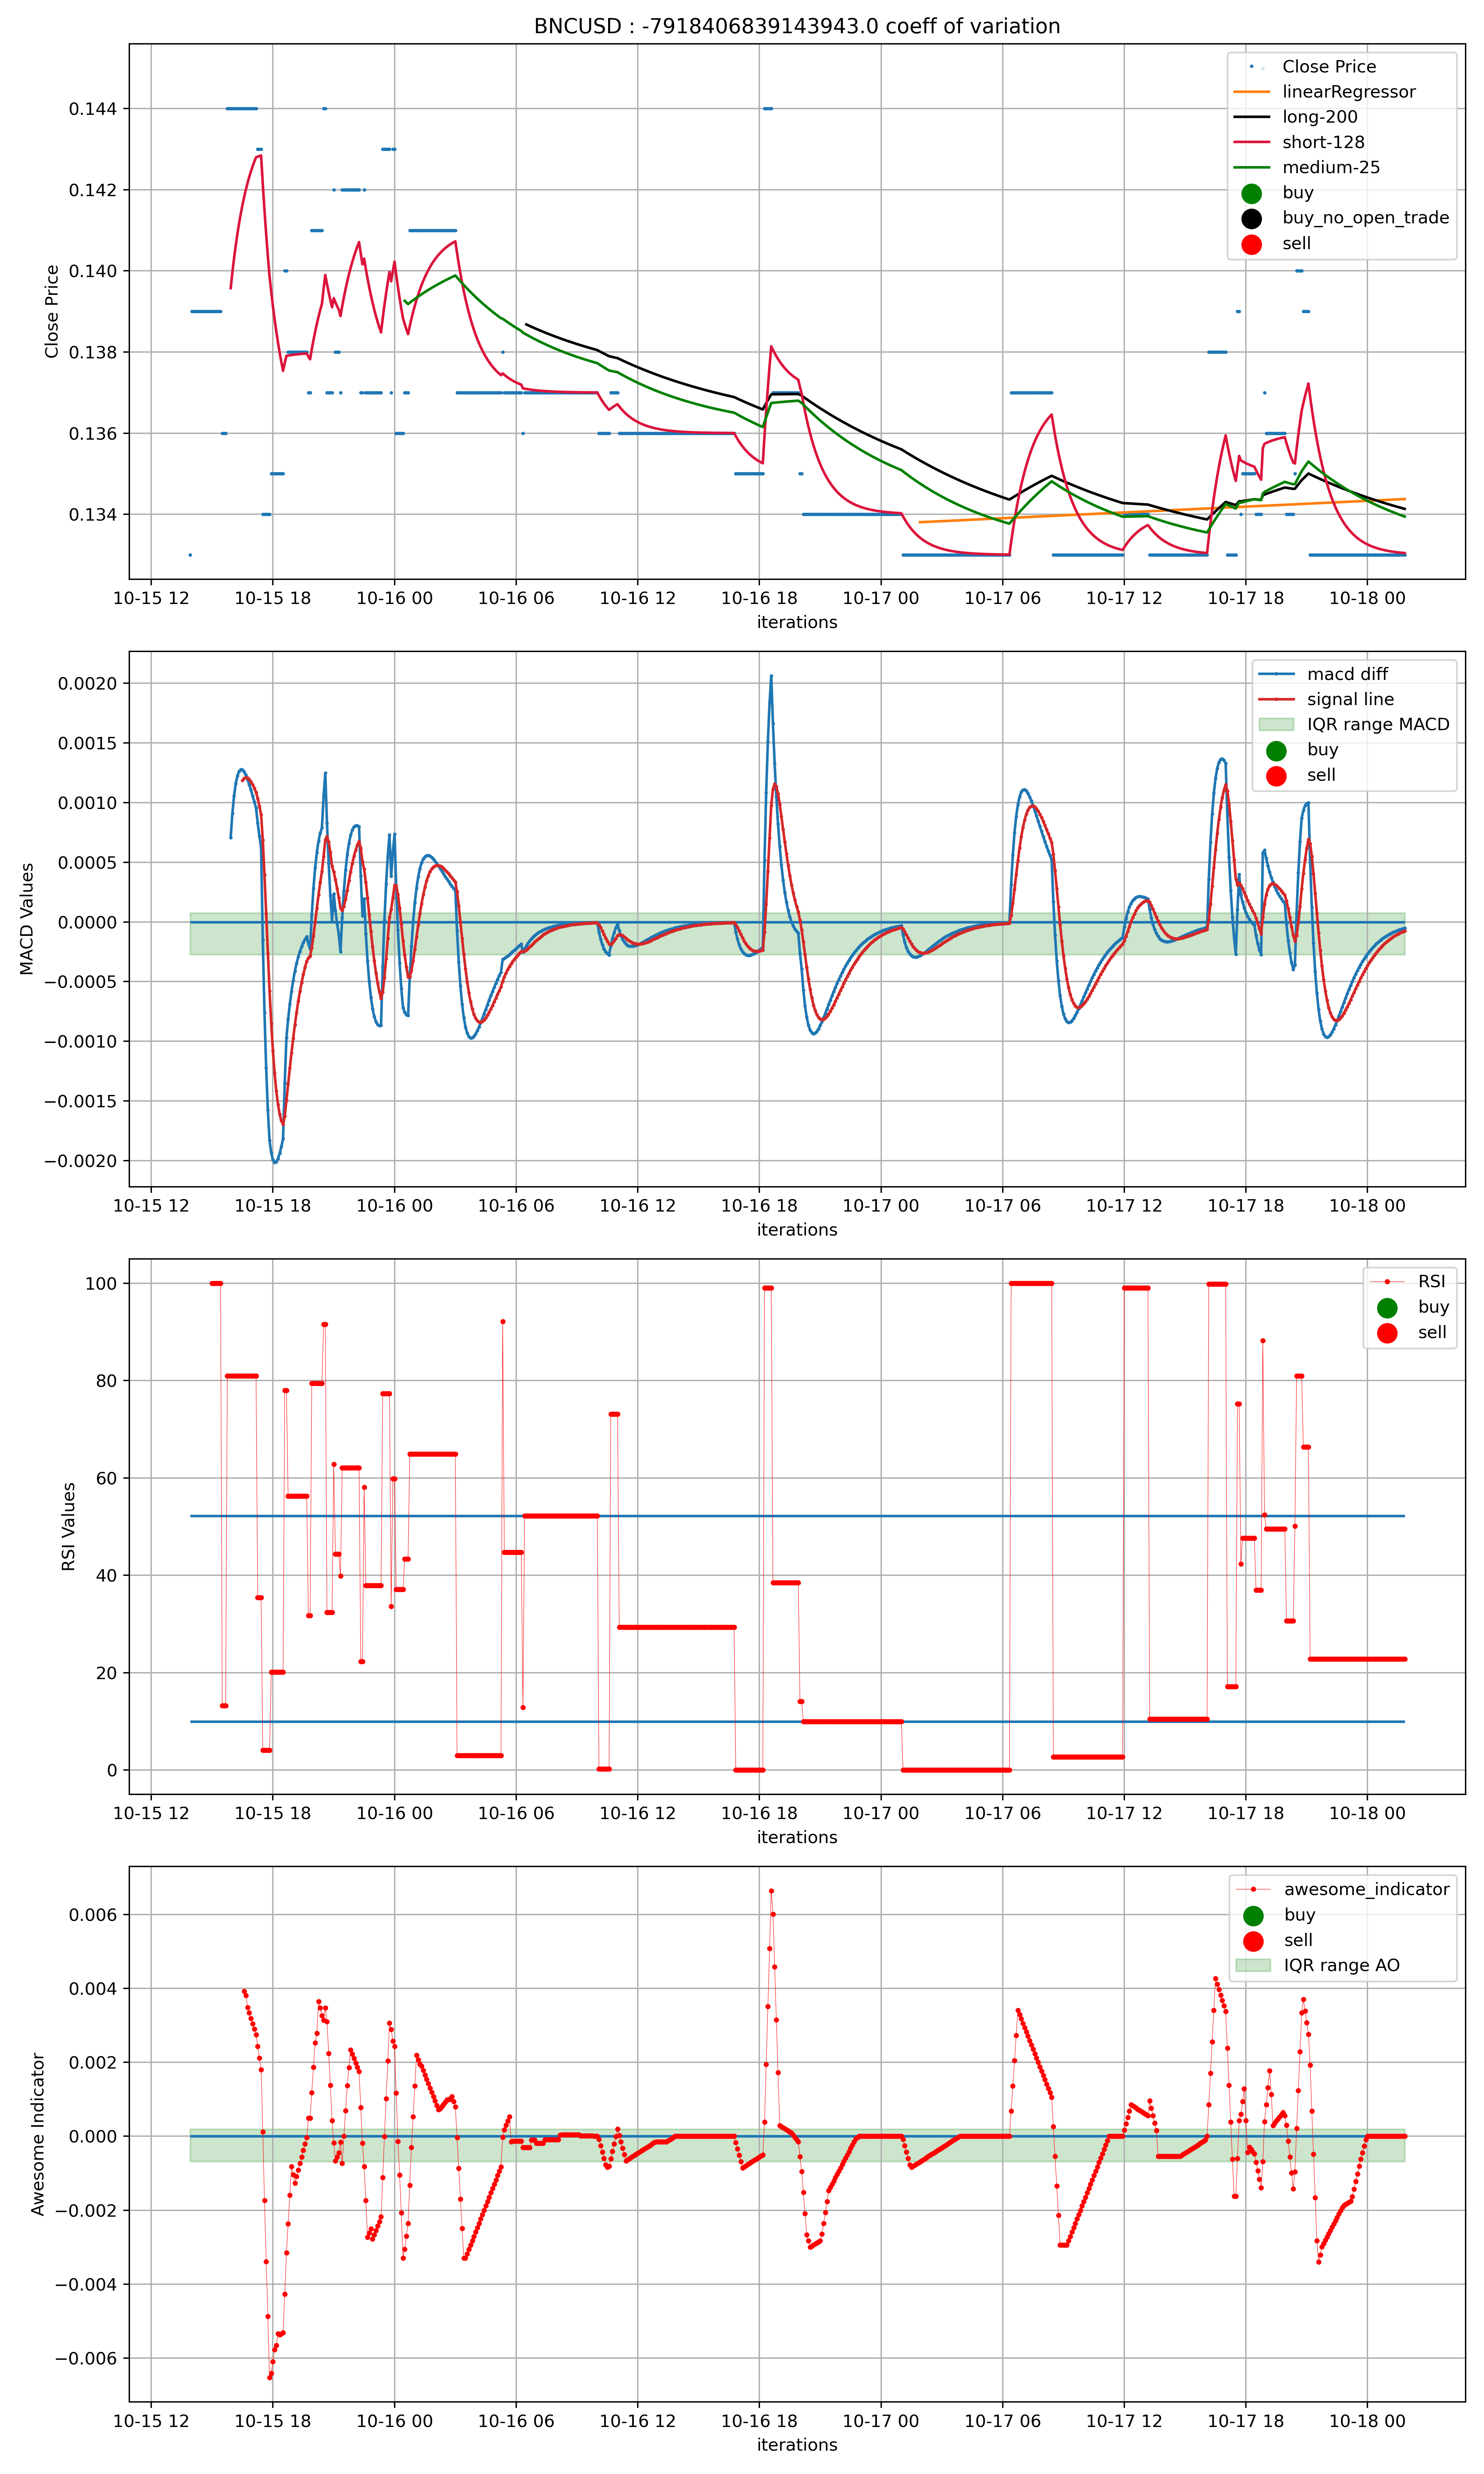 BNCUSD : -7918406839143943.0 coeff of variation
Close Price
0.144
0.142
0.140
0.138
0.136
0.134
Close Price
linearRegressor
long-200
short-128
medium-25
buy
buy_no_open_trade
sell
10-15 12 10-15 18 10-16 00 10-16 06 10-16 12 10-16 18 10-17 00 10-17 06 10-17 12 10-17 18 10-18 00
iterations
MACD Values
0.0020
0.0015
0.0010
0.0005
0.0000
−0.0005
−0.0010
−0.0015
−0.0020
macd diff
signal line
IQR range MACD
buy
sell
10-15 12 10-15 18 10-16 00 10-16 06 10-16 12 10-16 18 10-17 00 10-17 06 10-17 12 10-17 18 10-18 00
iterations
RSI Values
100
80
60
40
20
0
RSI
buy
sell
10-15 12 10-15 18 10-16 00 10-16 06 10-16 12 10-16 18 10-17 00 10-17 06 10-17 12 10-17 18 10-18 00
iterations
Awesome Indicator
0.006
0.004
0.002
0.000
−0.002
−0.004
−0.006
awesome_indicator
buy
sell
IQR range AO
10-15 12 10-15 18 10-16 00 10-16 06 10-16 12 10-16 18 10-17 00 10-17 06 10-17 12 10-17 18 10-18 00
iterations